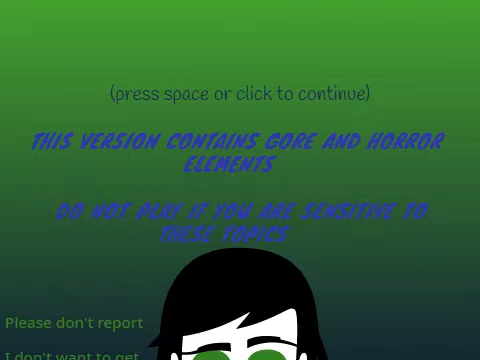 (press space or click to continue)
THIS VERSION CONTAINS GORE AND HORROR
ELEMENTS
DO NOT PLAY IT YOU ARE SENSITIVE TO
THESE TOPICS
Please don't report
I don't want to get